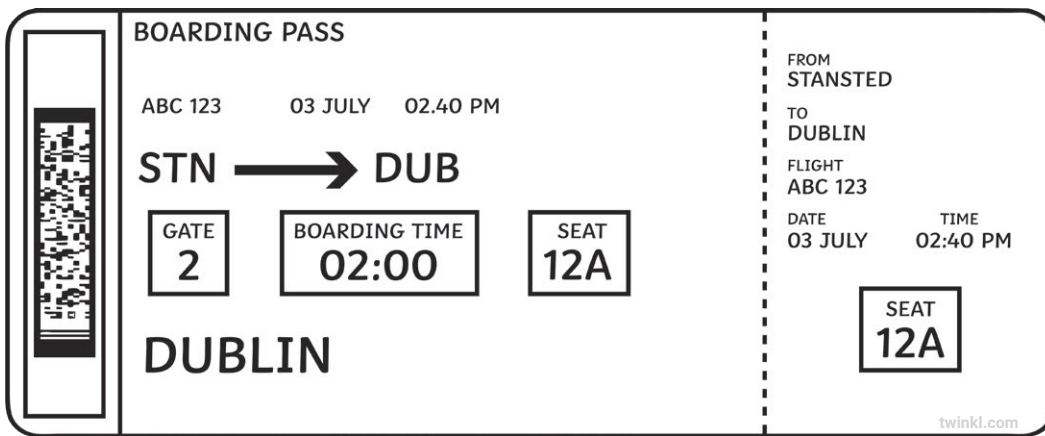 BOARDING PASS
ABC 123 03 JULY 02.40 PM
STN DUB
GATE
2
BOARDING TIME
02:00
SEAT
12A
DUBLIN
FROM
STANSTED
TO
DUBLIN
FLIGHT
ABC 123
DATE TIME
03 JULY 02:40 PM
SEAT
12A
twinkl.com